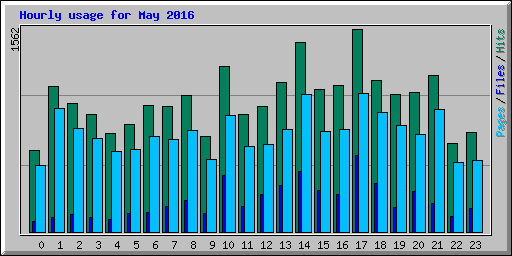 Hourly usage for May 2016
1562
Pages/Files/Hits
0 1 2 3 4 5 6 7 8 9 10 11 12 13 14 15 16 17 18 19 20 21 22 23